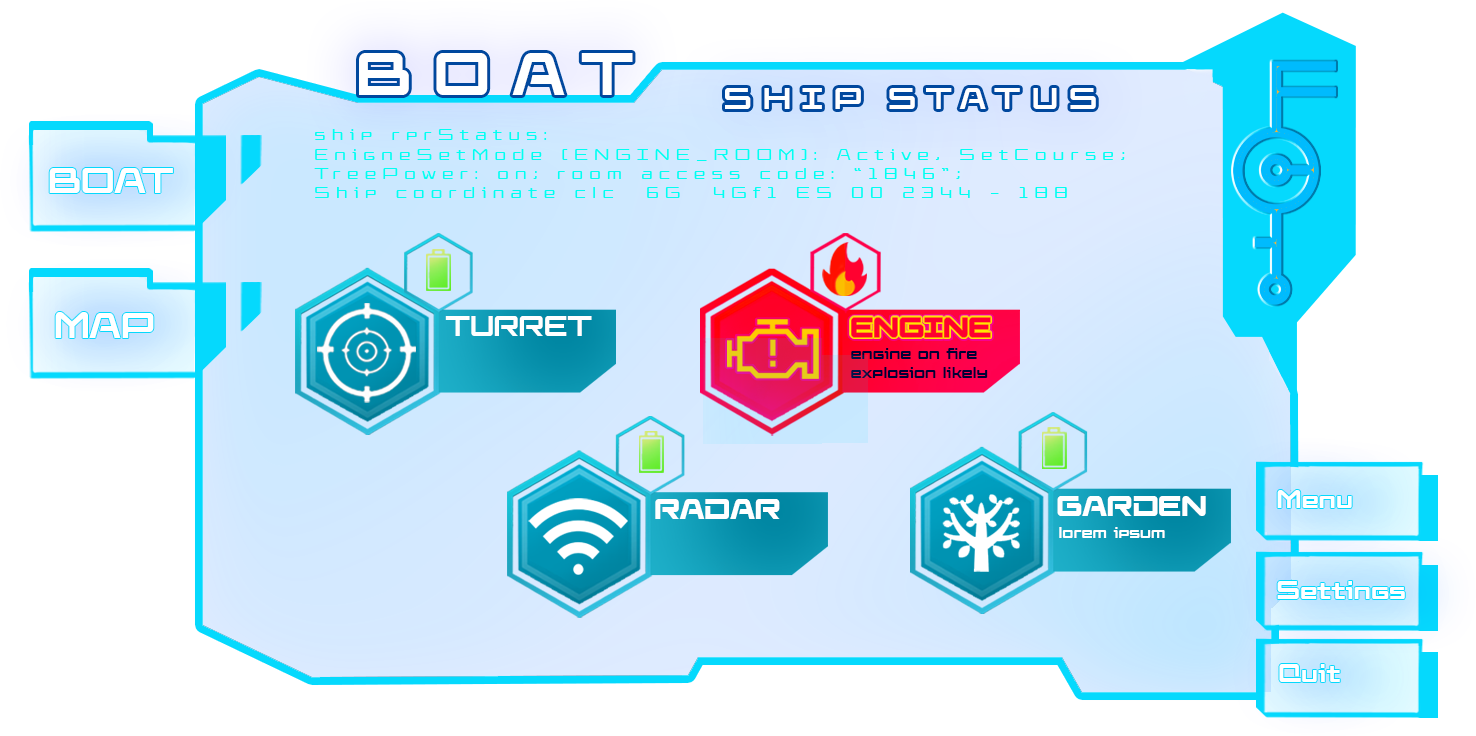 BOAT
SHIP STATUS
ship rprStatus:
EnigneSetMode [ENGINE_ROOM]: Active, SetCourse;
TreePower: on; room access code: "1846";
Ship coordinate clc 6G 4Gf1 ES 00 2344 - 188
BOAT
MAP
TURRET
ENGINE
engine on fire
explosion likely
RADAR
GARDEN
lorem ipsum
Menu
Settings
Quit